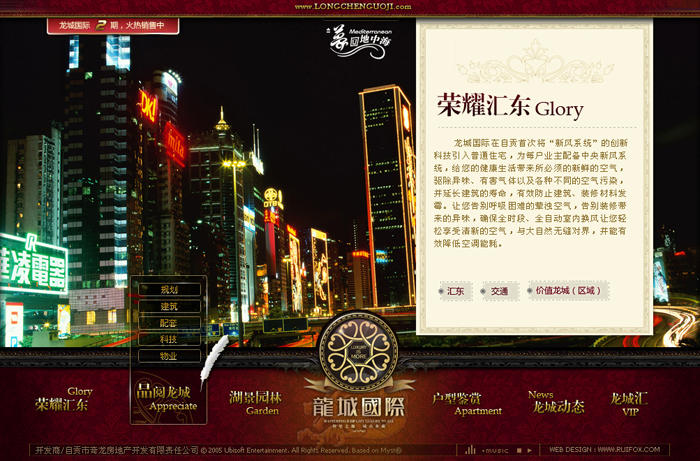 www.LONGCHENGUOJI.com
龙城国际 2 期，火热销售中
梦回地中海
Mediterranean
荣耀汇东 Glory
龙城国际在自贡首次将“新风系统”的创新
科技引入普通住宅，为每户业主配备中央新风系
统，给您的健康生活带来所必须的新鲜的空气，
驱除异味、有害气体以及各种不同的空气污染，
并延长建筑的寿命，有效防止建筑、装修材料发
霉。让您告别呼吸困难的晕浊空气，告别装修带
来的异味，确保全时段、全自动室内换风让您轻
松享受清新的空气，与大自然无缝对界，并能有
效降低空调能耗。
汇东
交通
价值龙城（区域）
DKI
規划
建筑
配套
科技
物业
LUXURY
IS
MORE
Glory
荣耀汇东
品阅龙城
Appreciate
湖景园林
Garden
龍城國際
户型鉴赏
Apartment
News
龙城动态
龙城汇
VIP
开发商/自贡市奇龙房地产开发有限责任公司 © 2005 Ubisoft Entertainment. All Rights Reserved. Based on Myst®
MUSIC
WEB DESIGN : WWW.RUIFOX.COM